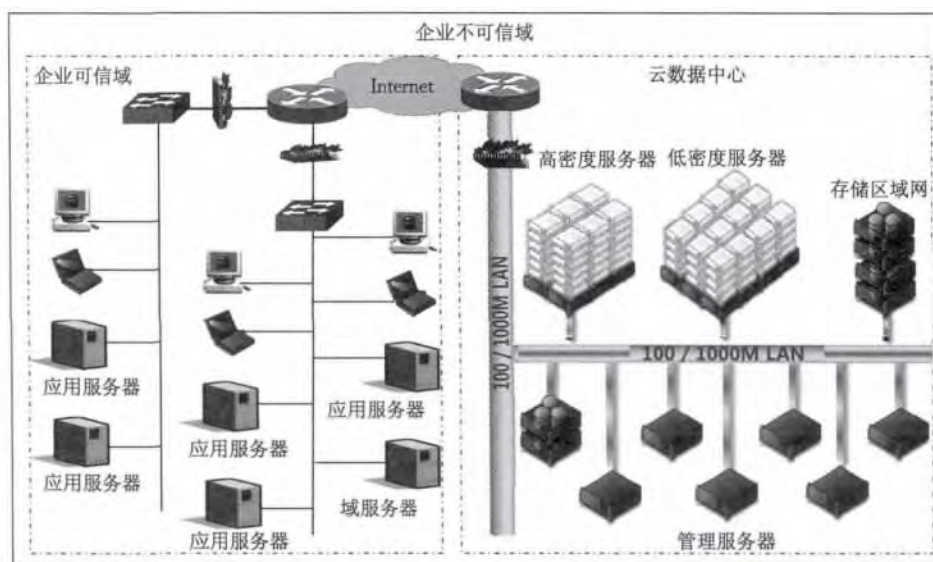 企业不可信域
企业可信域
Internet
云数据中心
高密度服务器
低密度服务器
存储区域网
100 / 1000M LAN
100 / 1000M LAN
应用服务器
应用服务器
应用服务器
应用服务器
域服务器
应用服务器
管理服务器